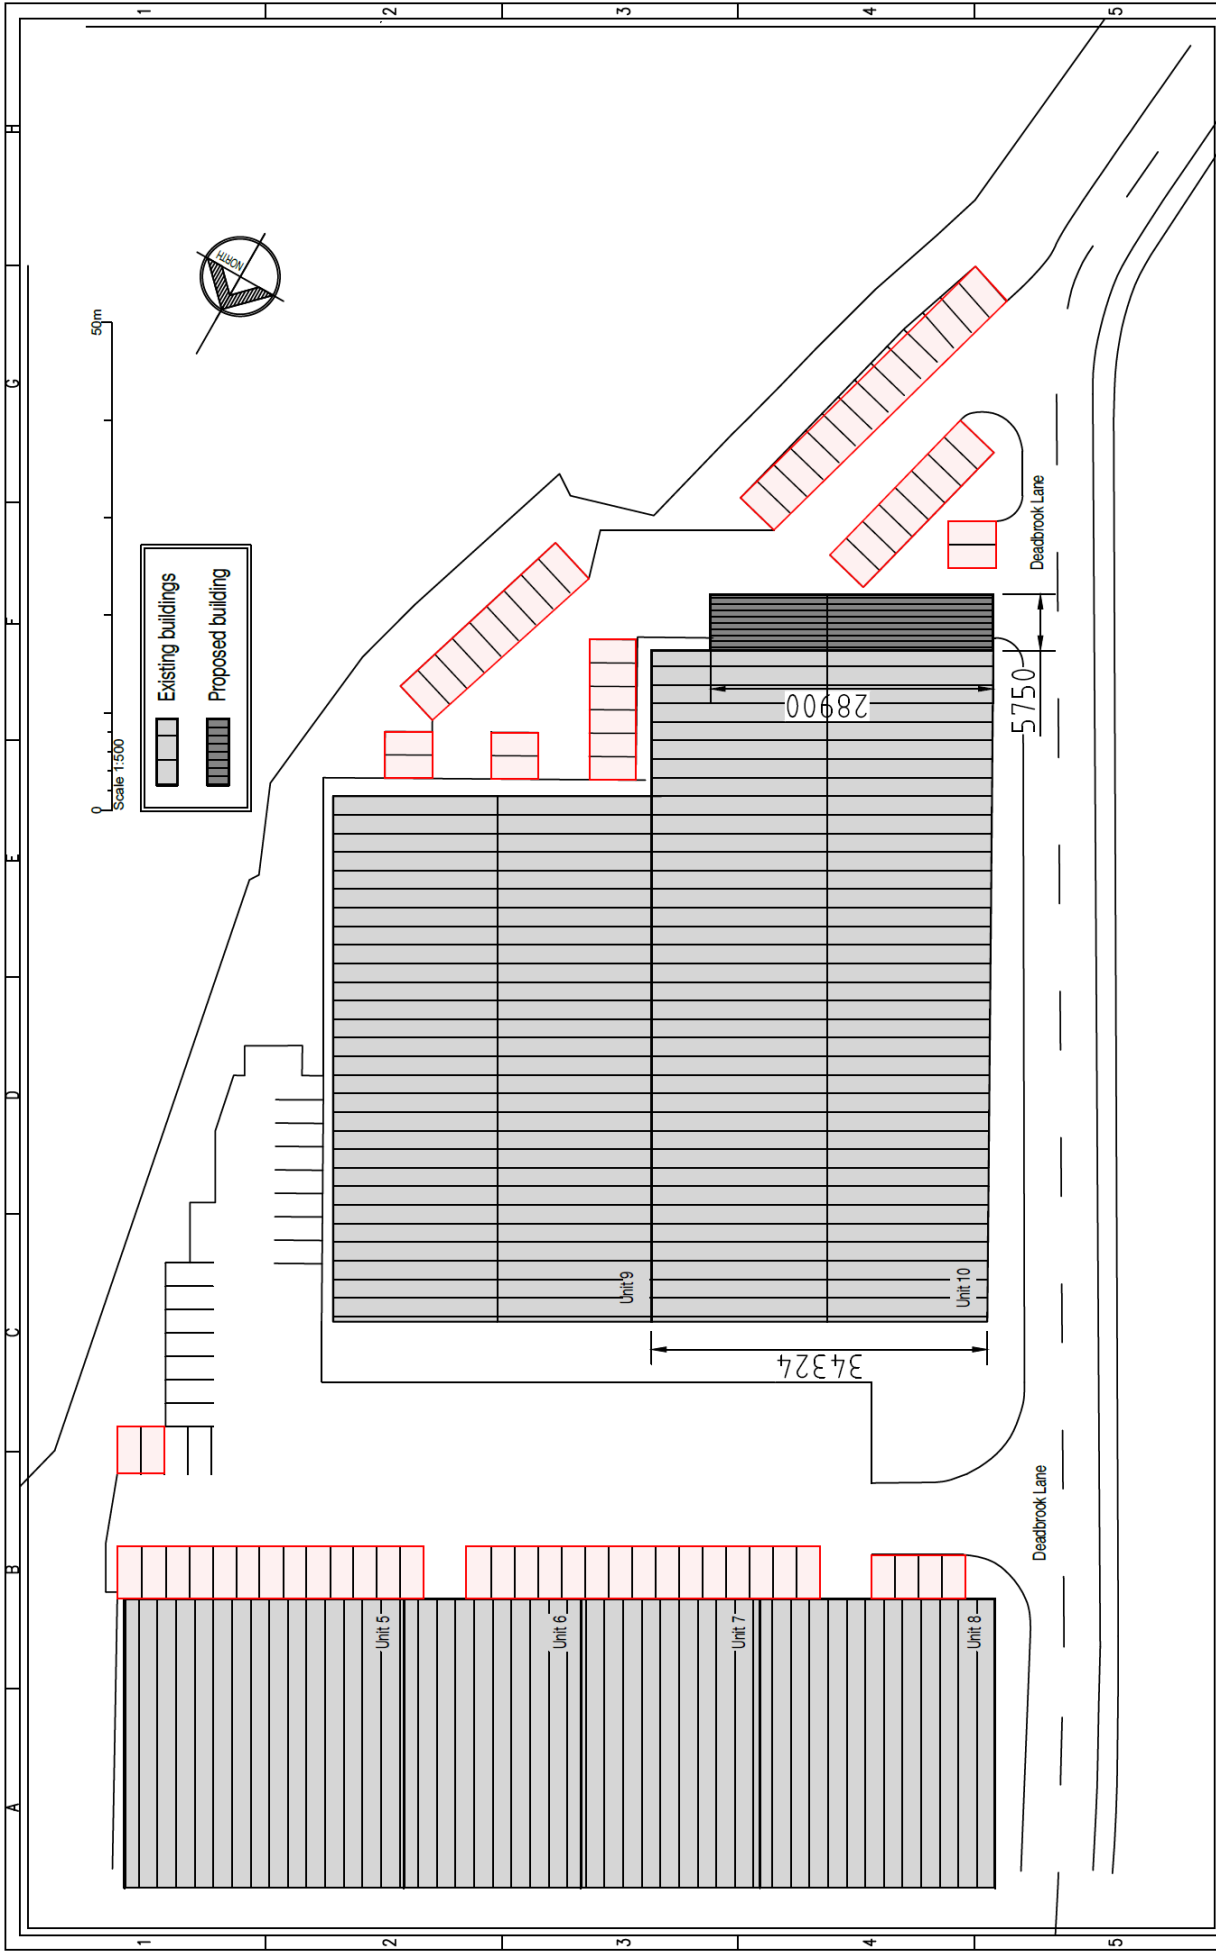 1
2
3
4
5
H
G
F
E
D
C
B
A
NORTH
50m
0
Scale 1:500
Existing buildings
Proposed building
Deadbrook Lane
28900
5750
Unit 9
Unit 10
34324
Deadbrook Lane
Unit 5
Unit 6
Unit 7
Unit 8
1
2
3
4
5